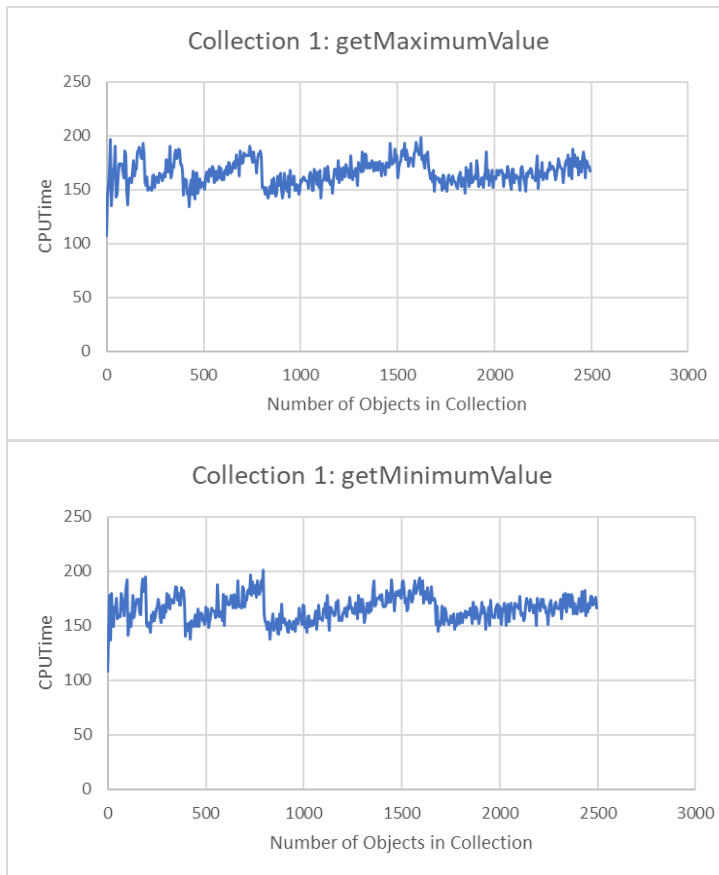 Collection 1: getMaximumValue
250
200
150
100
50
0
CPUTime
0 500 1000 1500 2000 2500 3000
Number of Objects in Collection
Collection 1: getMinimumValue
250
200
150
100
50
0
CPUTime
0 500 1000 1500 2000 2500 3000
Number of Objects in Collection